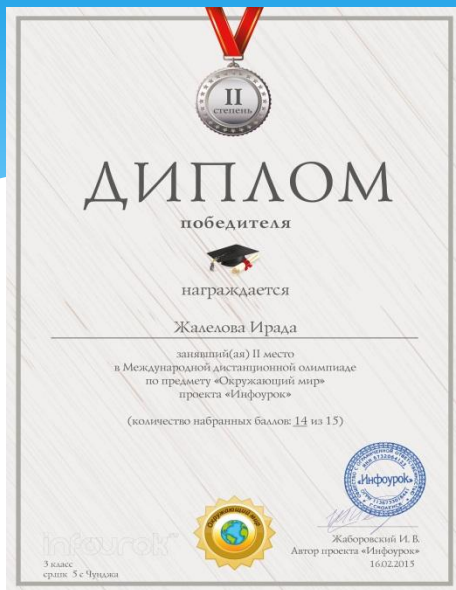 II
степень
ДИПЛОМ
победителя
награждается
Жалелова Ирада
занявший(ая) II место
в Международной дистанционной олимпиаде
по предмету «Окружающий мир»
проекта «Инфоурок»
(количество набранных баллов: 14 из 15)
«Инфоурок»
Окружающий мир
infourok
Жаборовский И. В.
Автор проекта «Инфоурок»
16.02.2015
3 класс
с Чунджа